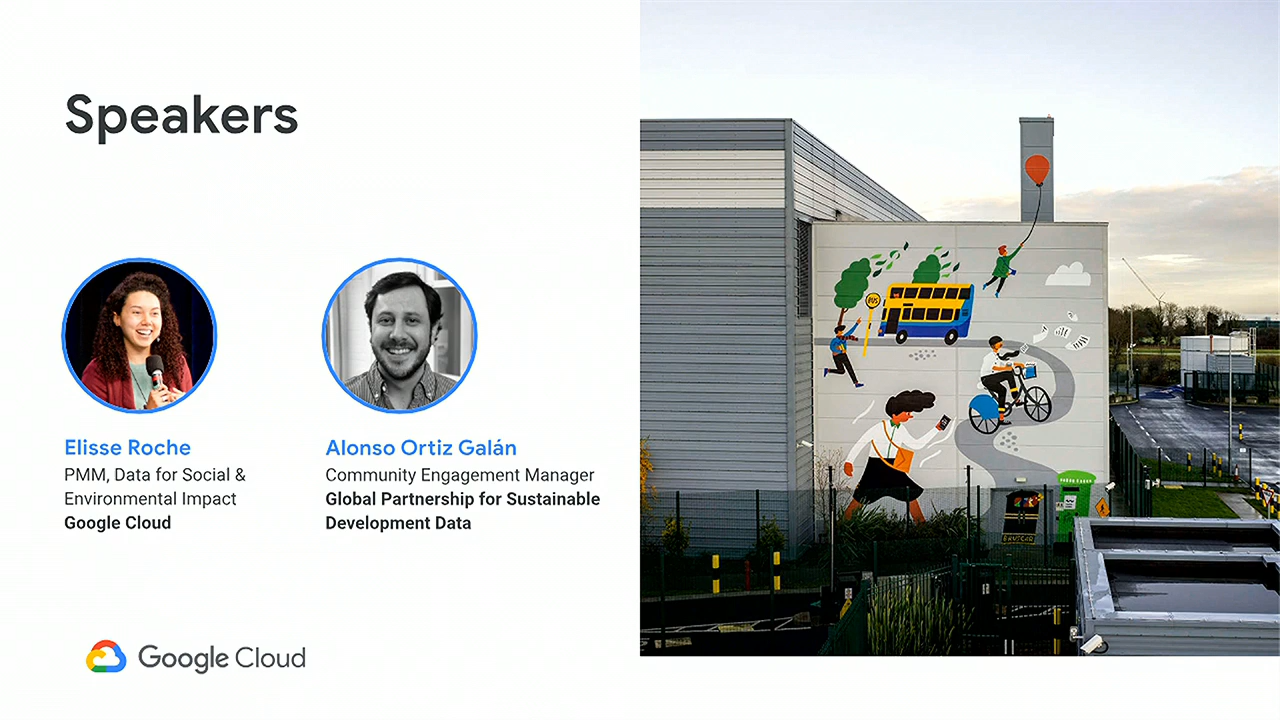 Speakers
Elisse Roche
PMM, Data for Social &
Environmental Impact
Google Cloud
Alonso Ortiz Galán
Community Engagement Manager
Global Partnership for Sustainable
Development Data
Google Cloud
BUS